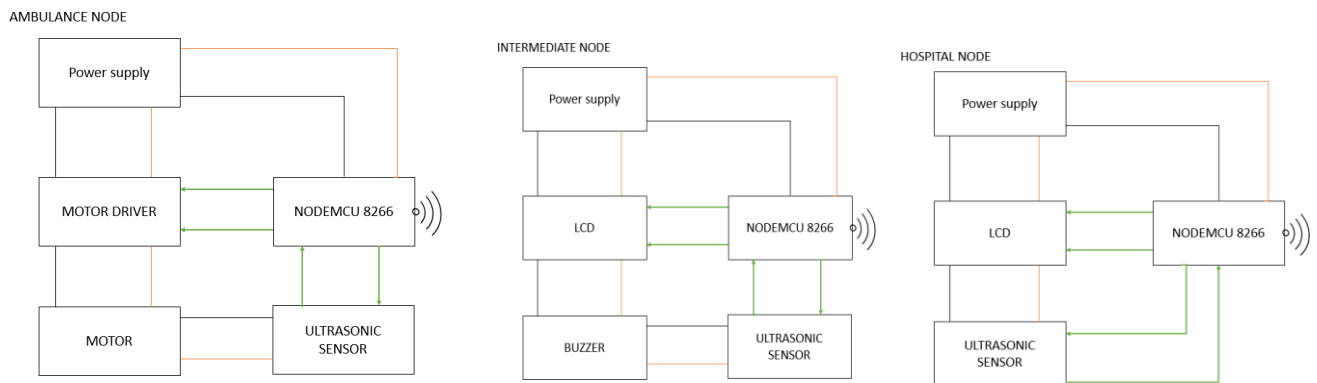 AMBULANCE NODE
Power supply
MOTOR DRIVER
NODEMCU 8266
MOTOR
ULTRASONIC
SENSOR
INTERMEDIATE NODE
Power supply
LCD
NODEMCU 8266
BUZZER
ULTRASONIC
SENSOR
HOSPITAL NODE
Power supply
LCD
NODEMCU 8266
ULTRASONIC
SENSOR